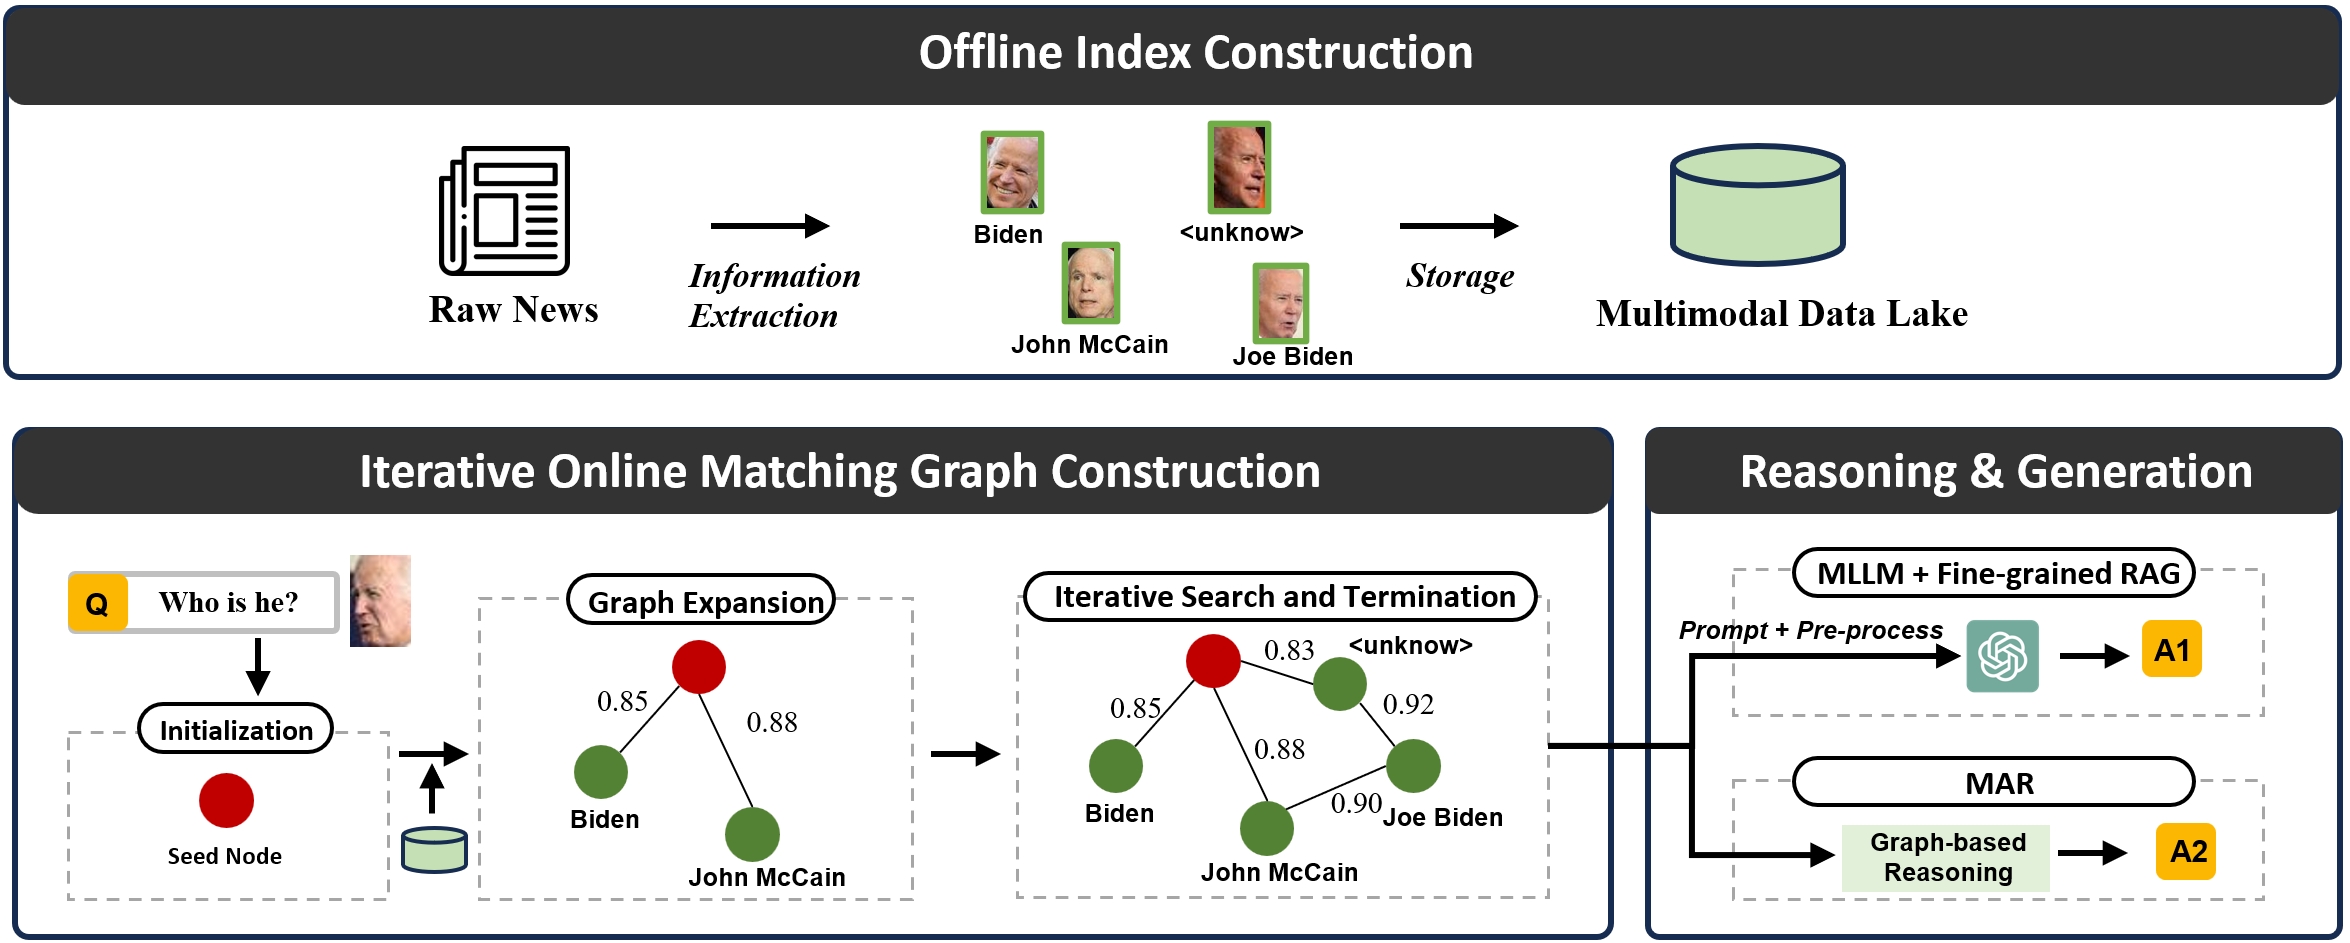 Offline Index Construction
Raw News
Information
Extraction
Biden
<unknow>
John McCain
Joe Biden
Storage
Multimodal Data Lake
Iterative Online Matching Graph Construction
Q Who is he?
Initialization
Seed Node
Graph Expansion
0.85
0.88
Biden
John McCain
Iterative Search and Termination
<unknow>
0.83
0.85
0.92
0.88
0.90
Biden
Joe Biden
John McCain
Reasoning & Generation
MLLM + Fine-grained RAG
Prompt + Pre-process
A1
MAR
Graph-based
Reasoning
A2